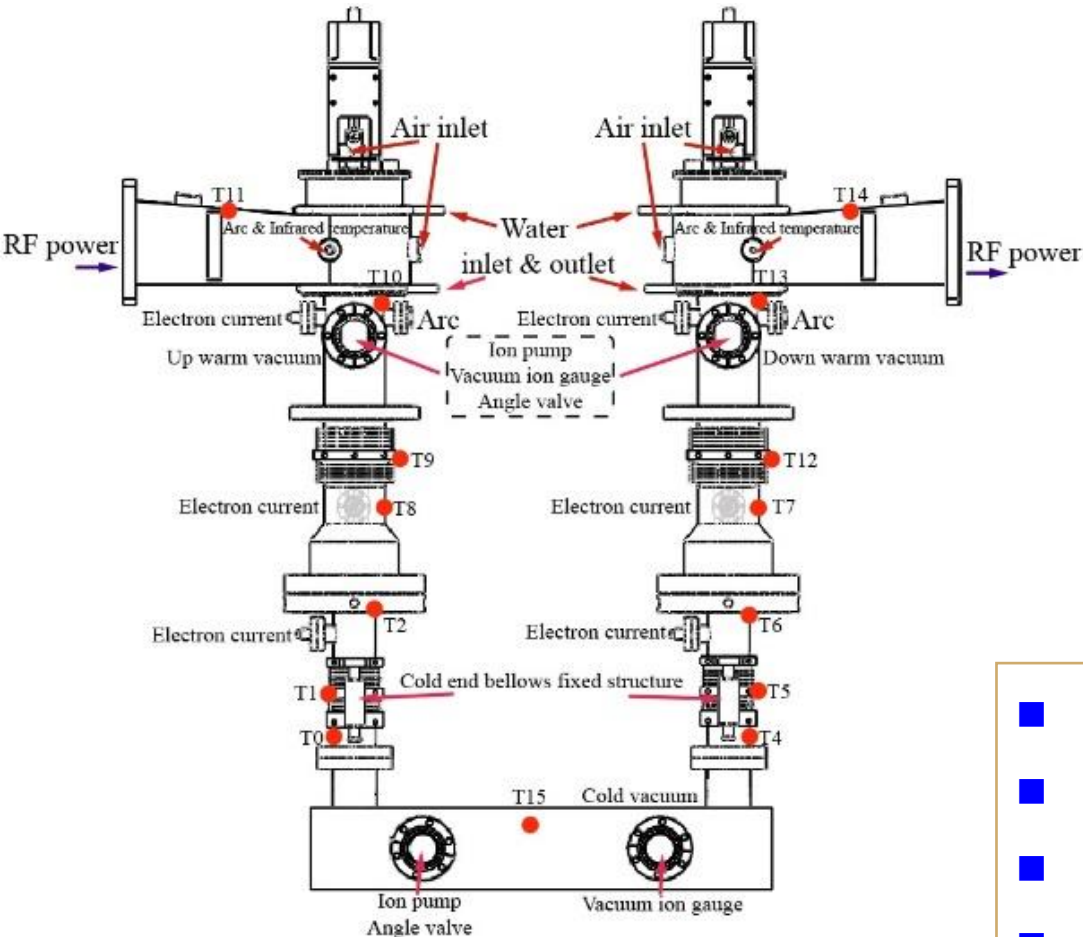 Air inlet
Air inlet
T11
T14
Arc & Infrared temperature
Water
Arc & Infrared temperature
RF power
RF power
inlet & outlet
T10
T13
Electron current
Arc
Electron current
Arc
Up warm vacuum
Ion pump
Vacuum ion gauge
Angle valve
Down warm vacuum
T9
T12
Electron current
T8
Electron current
T7
T2
T6
Electron current
Electron current
Cold end bellows fixed structure
T1
T5
T0
T4
T15
Cold vacuum
Ion pump
Angle valve
Vacuum ion gauge